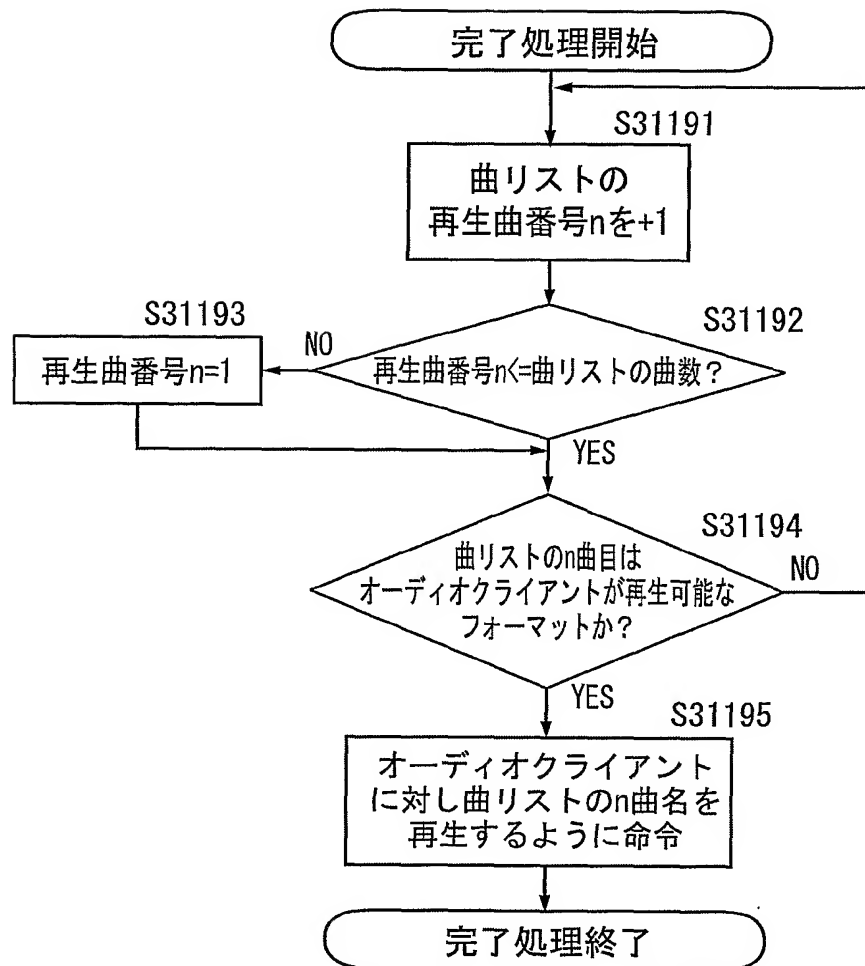 完了処理開始
S31191
曲リストの
再生曲番号nを+1
S31193
S31192
再生曲番号n=1
NO
再生曲番号n<=曲リストの曲数？
YES
S31194
曲リストのn曲目は
オーディオクライアントが再生可能な
フォーマットか？
NO
YES
S31195
オーディオクライアント
に対し曲リストのn曲名を
再生するように命令
完了処理終了